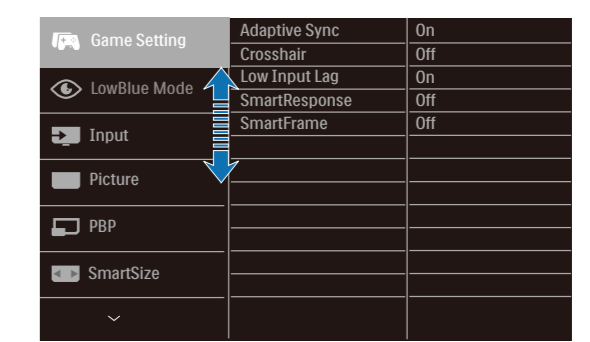 Game Setting
LowBlue Mode
Input
Picture
PBP
SmartSize
Adaptive Sync On
Crosshair Off
Low Input Lag On
SmartResponse Off
SmartFrame Off